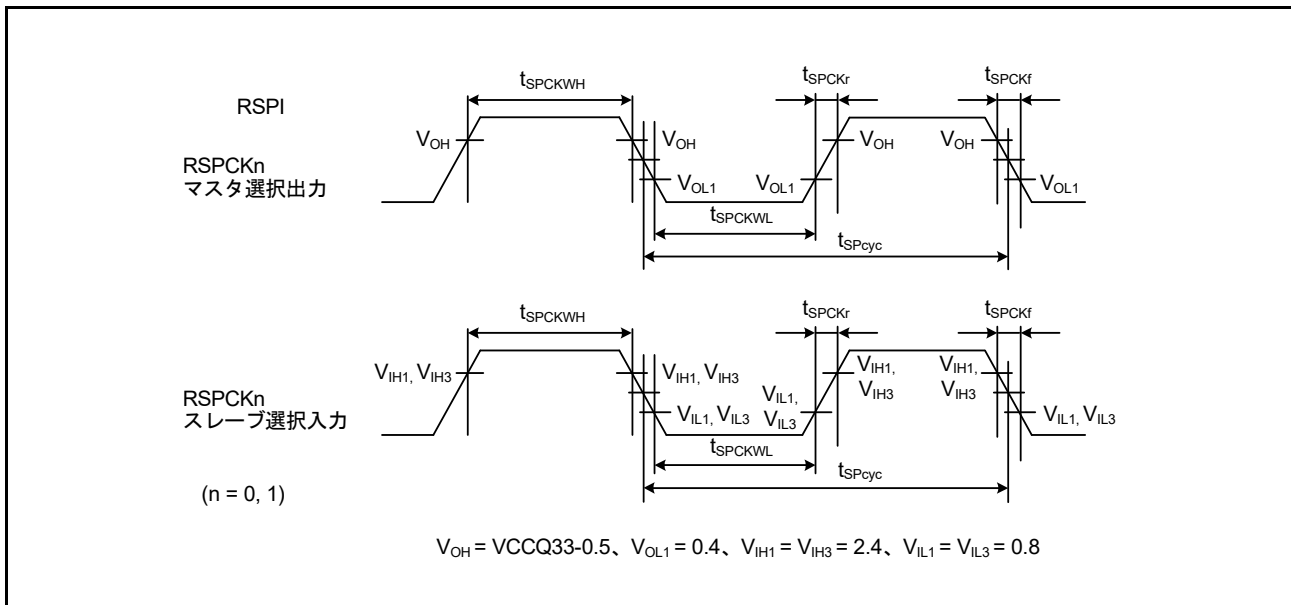 RSPI
RSPCKn
マスタ選択出力
tSPCKWH
tSPCKr
tSPCKf
VOH
VOH
VOH
VOH
VOL1
VOL1
VOL1
tSPCKWL
tSPcyc
RSPCKn
スレーブ選択入力
(n = 0, 1)
tSPCKWH
tSPCKr
tSPCKf
VIH1, VIH3
VIH1, VIH3
VIH1,
VIH3
VIH1,
VIH3
VIL1, VIL3
VIL1,
VIL3
VIL1, VIL3
tSPCKWL
tSPcyc
VOH = VCCQ33-0.5、VOL1 = 0.4、VIH1 = VIH3 = 2.4、VIL1 = VIL3 = 0.8